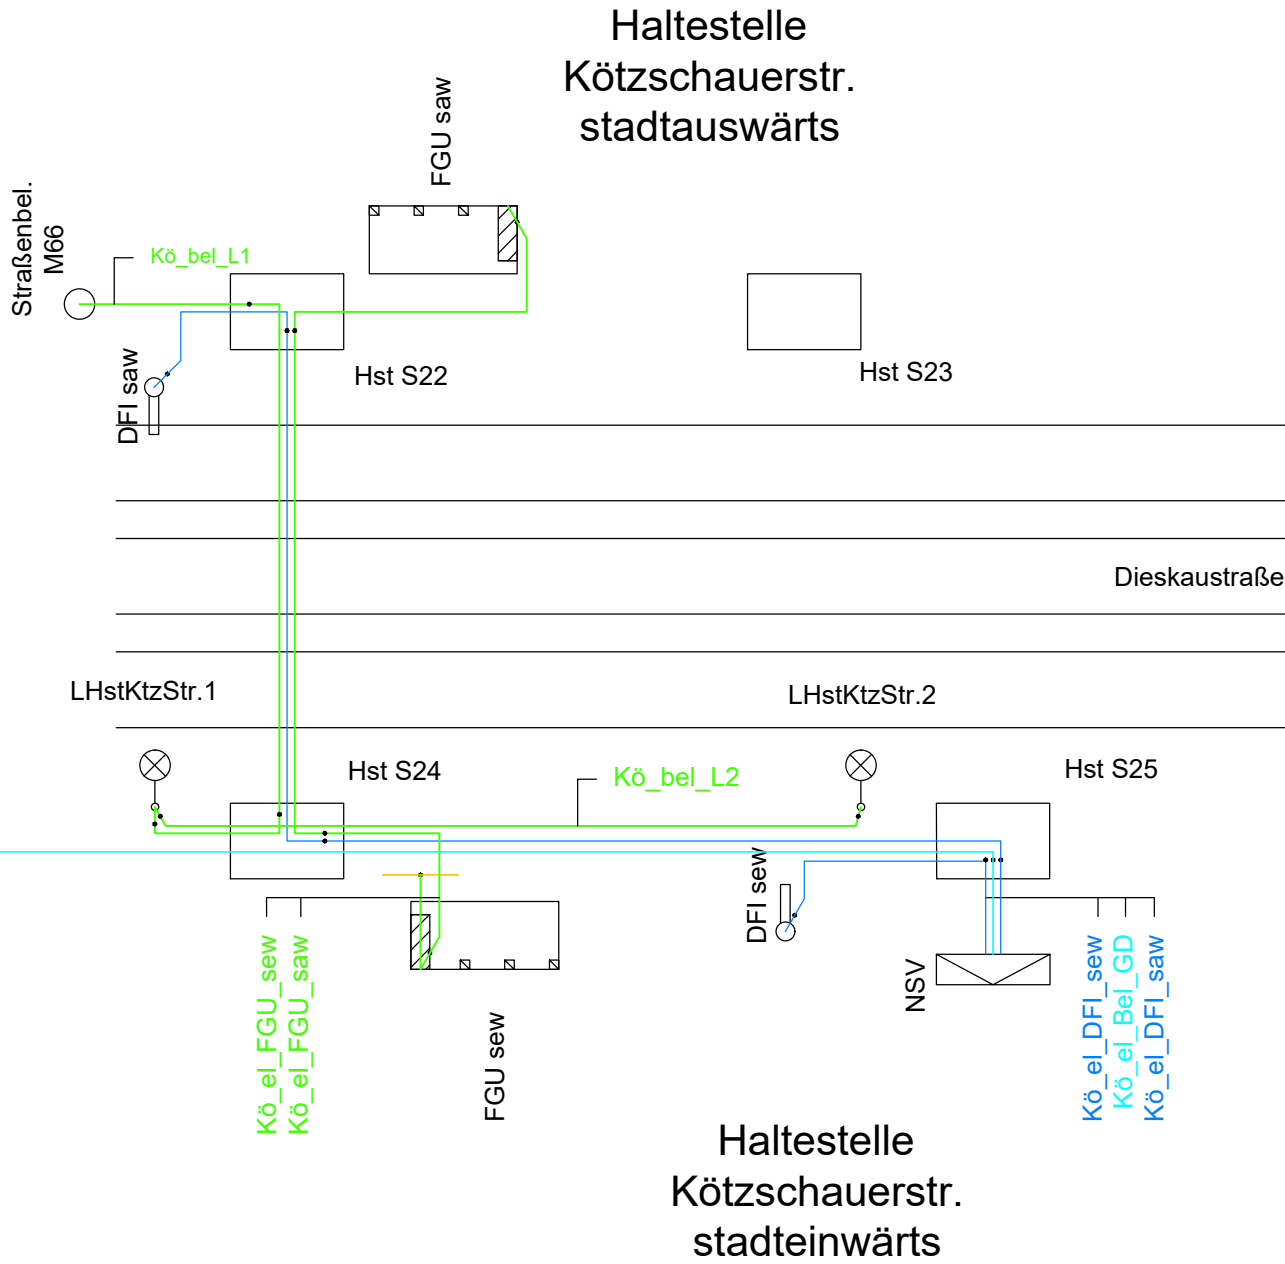 Haltestelle
Kötzschauerstr.
stadtauswärts
FGU saw
Straßenbel.
M66
Kö_bel_L1
DFI saw
Hst S22
Hst S23
Dieskaustraße
LHstKtzStr.1
LHstKtzStr.2
Hst S24
Kö_bel_L2
Hst S25
DFI sew
NSV
Kö_el_FGU_sew
Kö_el_FGU_saw
FGU sew
Kö_el_DFI_sew
Kö_el_Bel_GD
Kö_el_DFI_saw
Haltestelle
Kötzschauerstr.
stadteinwärts